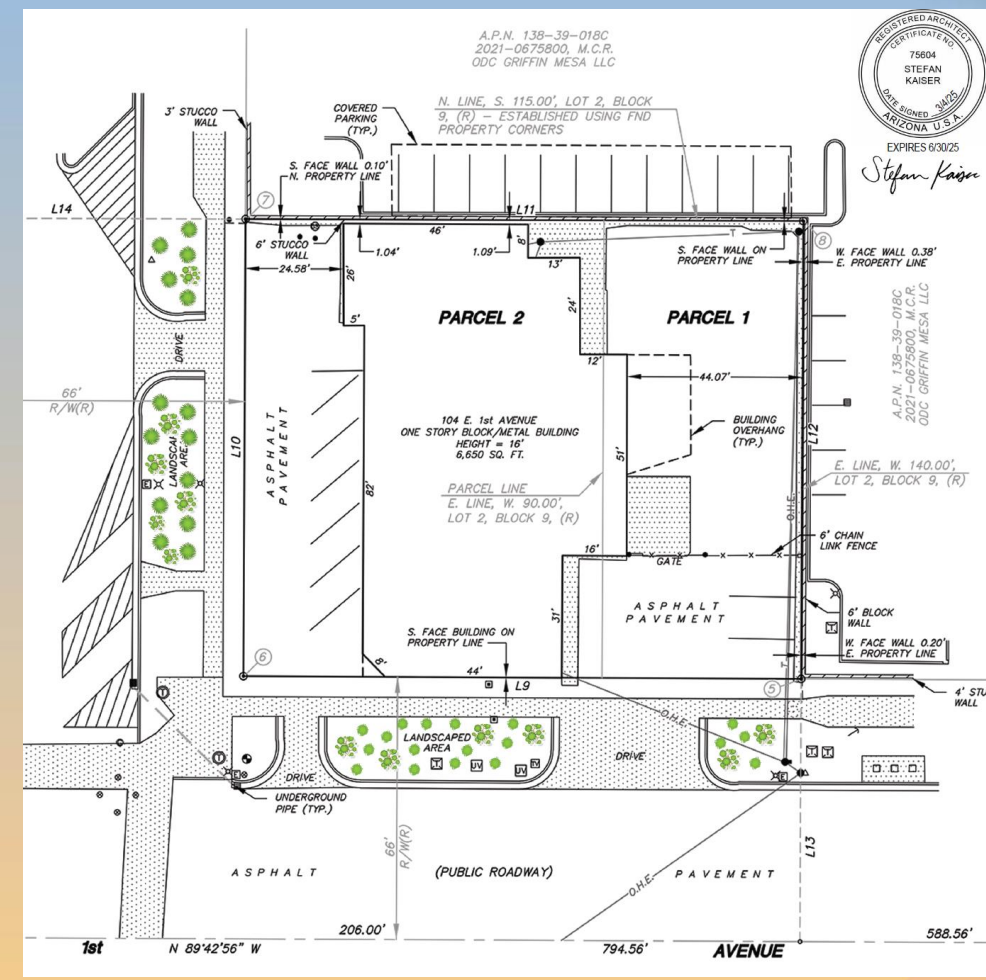 A.P.N. 138-39-018C
2021-0675800, M.C.R.
ODC GRIFFIN MESA LLC
REGISTERED ARCHITECT
CERTIFICATE NO.
75604
STEFAN
KAISER
DATE SIGNED 3/4/25
ARIZONA U.S.A.
EXPIRES 6/30/25
Stefan Kaiser
3' STUCCO
WALL
COVERED
PARKING
(TYP.)
N. LINE, S. 115.00', LOT 2, BLOCK
9, (R) - ESTABLISHED USING FND
PROPERTY CORNERS
S. FACE WALL 0.10'
N. PROPERTY LINE
L14
7
L11
46'
8'
T
8
6' STUCCO
WALL
1.04'
1.09'
13'
S. FACE WALL ON
PROPERTY LINE
W. FACE WALL 0.38'
E. PROPERTY LINE
24.58'
26'
24'
5'
PARCEL 2
PARCEL 1
A.P.N. 138-39-018C
2021-0675800, M.C.R.
ODC GRIFFIN MESA LLC
DRIVE
12'
44.07'
66'
R/W(R)
LANDSCAPED
AREA
E
L10
ASPHALT
PAVEMENT
104 E. 1st AVENUE
ONE STORY BLOCK/METAL BUILDING
HEIGHT = 16'
6,650 SQ. FT.
BUILDING
OVERHANG
(TYP.)
L12
82'
51'
PARCEL LINE
E. LINE, W. 90.00',
LOT 2, BLOCK 9, (R)
E. LINE, W. 140.00',
LOT 2, BLOCK 9, (R)
O.H.E.
6' CHAIN
LINK FENCE
16'
GATE
31'
ASPHALT
PAVEMENT
6' BLOCK
WALL
T
S. FACE BUILDING ON
PROPERTY LINE
W. FACE WALL 0.20'
E. PROPERTY LINE
T
6
8'
44'
L9
5
4' STU
WALL
T
O.H.E.
LANDSCAPED
AREA
T
E
DRIVE
T
UV
UV
TV
DRIVE
E
T
T
UNDERGROUND
PIPE (TYP.)
66'
R/W(R)
L13
ASPHALT
(PUBLIC ROADWAY)
PAVEMENT
O.H.E.
206.00'
588.56'
1st
N 89°42'56" W
794.56'
AVENUE